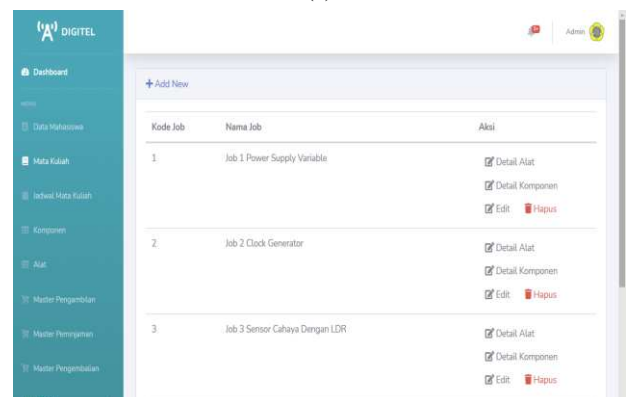 DIGITEL
Admin
Dashboard
+ Add New
MENU
Data Mahasiswa
Kode Job Nama Job Aksi
Mata Kuliah
1 Job 1 Power Supply Variable Detail Alat
Detail Komponen
Jadwal Mata Kuliah
Edit Hapus
Komponen
2 Job 2 Clock Generator Detail Alat
Alat
Detail Komponen
Edit Hapus
Master Pengambilan
3 Job 3 Sensor Cahaya Dengan LDR Detail Alat
Master Peminjaman
Detail Komponen
Master Pengembalian
Edit Hapus